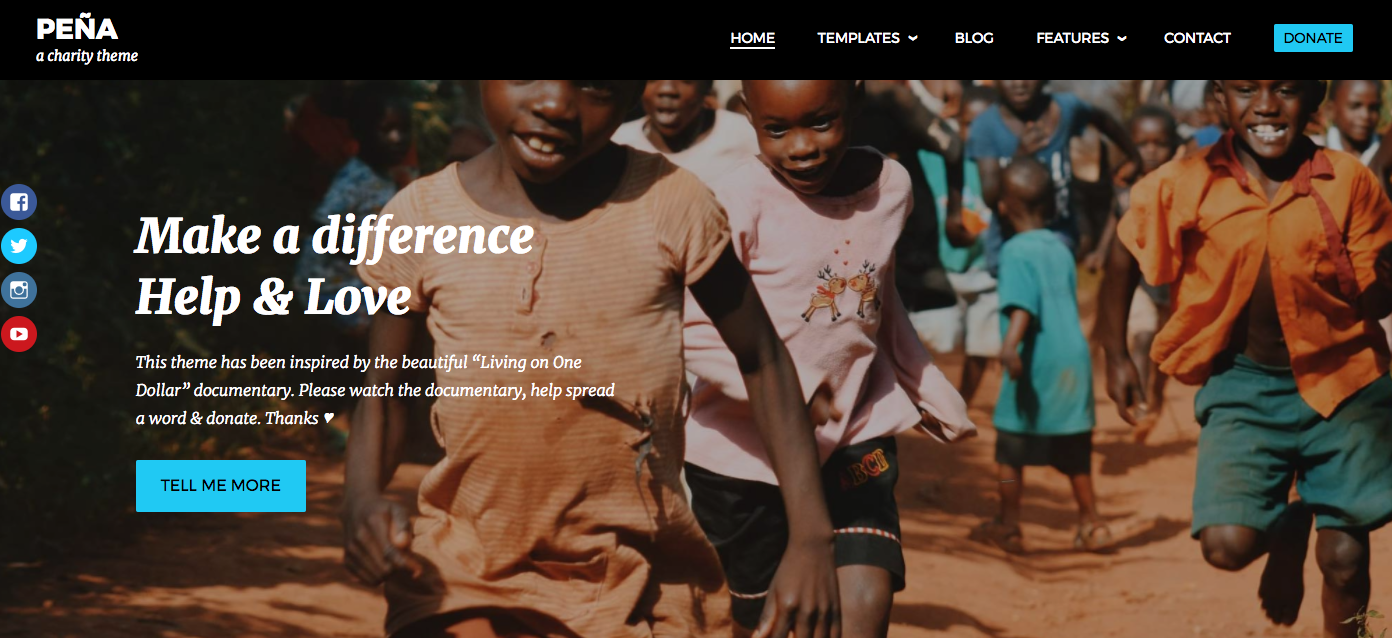 PEÑA
a charity theme
HOME TEMPLATES BLOG FEATURES CONTACT DONATE
Make a difference
Help & Love
This theme has been inspired by the beautiful “Living on One
Dollar” documentary. Please watch the documentary, help spread
a word & donate. Thanks ♥
TELL ME MORE
ABCD